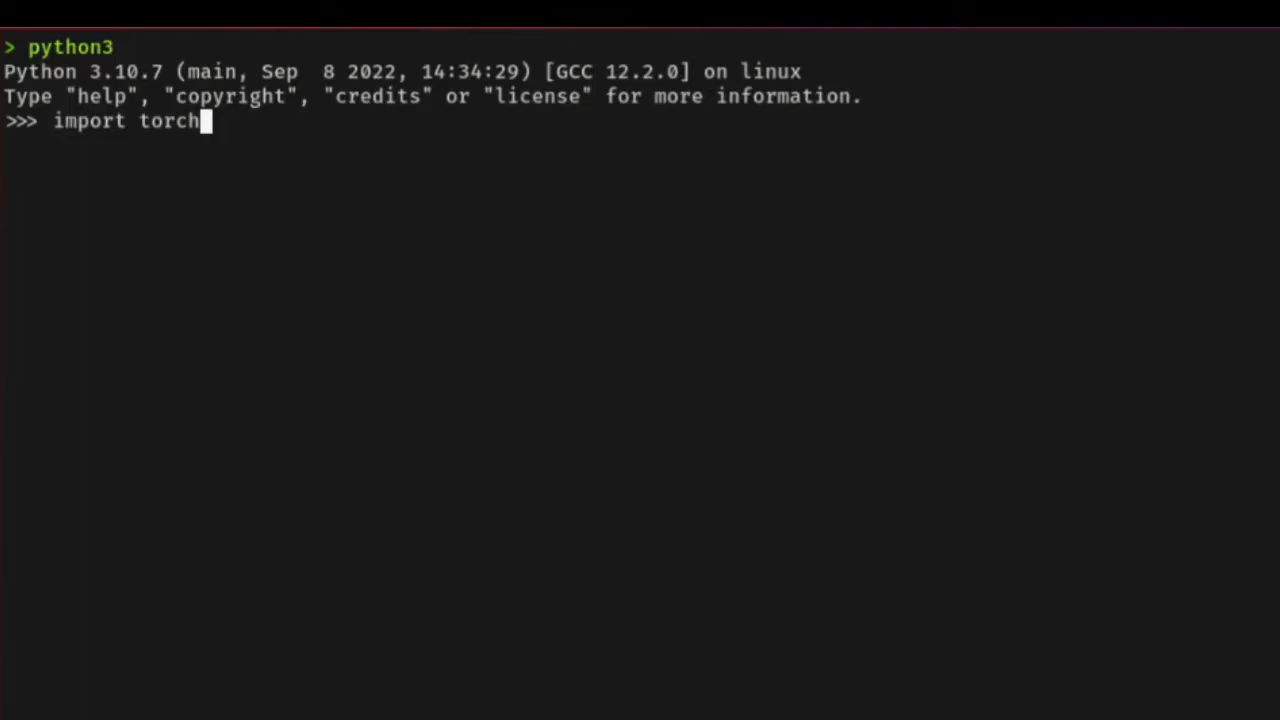 > python3
Python 3.10.7 (main, Sep  8 2022, 14:34:29) [GCC 12.2.0] on linux
Type "help", "copyright", "credits" or "license" for more information.
>>> import torch